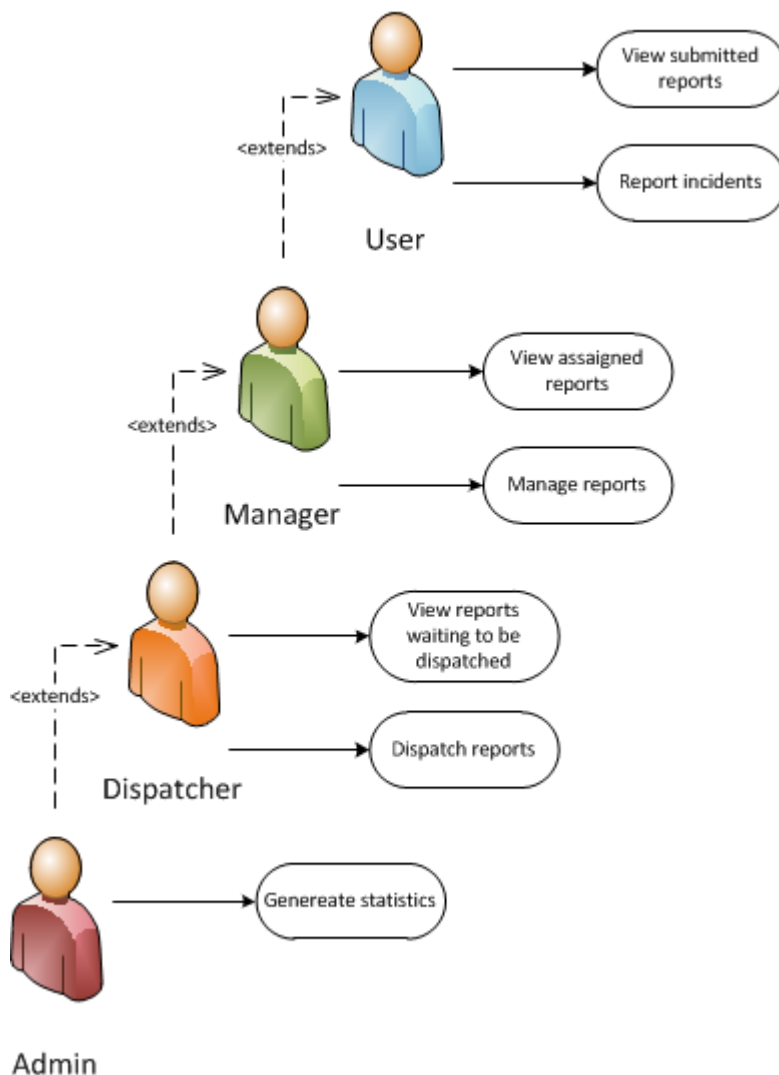 View submitted
reports
<extends>
Report incidents
User
View assaigned
reports
<extends>
Manage reports
Manager
View reports
waiting to be
dispatched
<extends>
Dispatch reports
Dispatcher
Genereate statistics
Admin